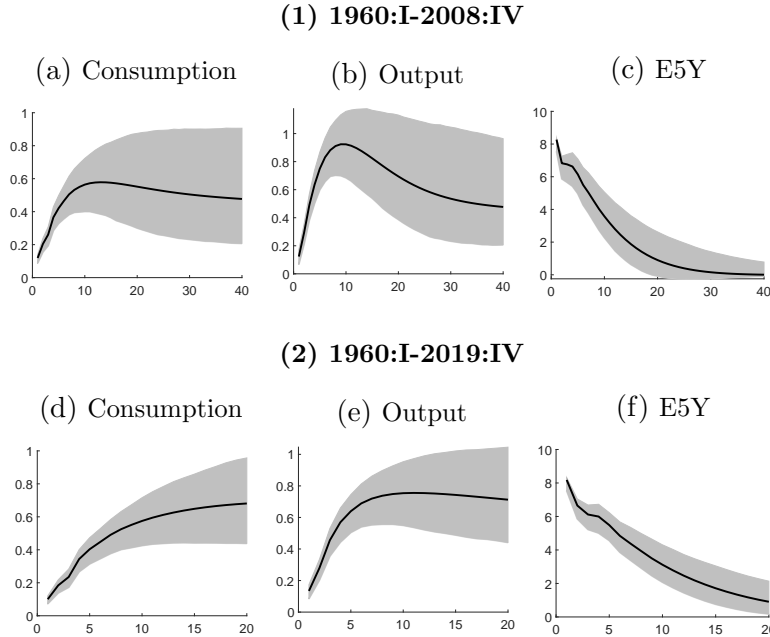 (1) 1960:I-2008:IV
(a) Consumption
(b) Output
(c) E5Y
1
0.8
0.6
0.4
0.2
0
0 10 20 30 40
1
0.8
0.6
0.4
0.2
0
0 10 20 30 40
10
8
6
4
2
0
0 10 20 30 40
(2) 1960:I-2019:IV
(d) Consumption
(e) Output
(f) E5Y
1
0.8
0.6
0.4
0.2
0
0 5 10 15 20
1
0.8
0.6
0.4
0.2
0
0 5 10 15 20
10
8
6
4
2
0
0 5 10 15 20